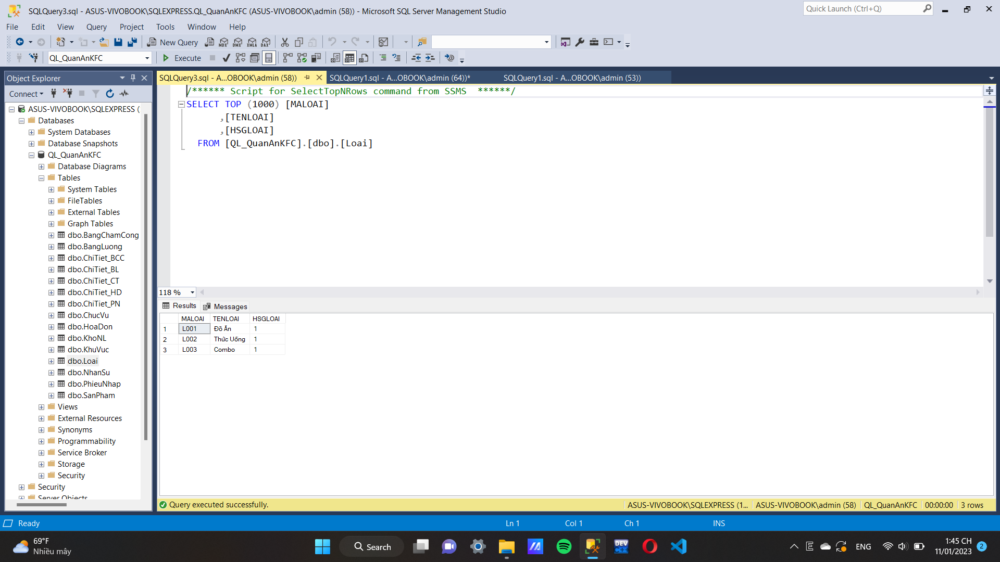 SQLQuery3.sql - ASUS-VIVOBOOK\SQLEXPRESS.QL_QuanAnKFC (ASUS-VIVOBOOK\admin (58)) - Microsoft SQL Server Management Studio
Quick Launch (Ctrl+Q)
File Edit View Query Project Tools Window Help
New Query
MDX DMX XMLA DAX
QL_QuanAnKFC
Execute
Object Explorer
SQLQuery3.sql - A...OBOOK\admin (58))
SQLQuery1.sql - A...OBOOK\admin (64))*
SQLQuery1.sql - A...OBOOK\admin (53))
Connect
ASUS-VIVOBOOK\SQLEXPRESS (
Databases
System Databases
Database Snapshots
QL_QuanAnKFC
Database Diagrams
Tables
System Tables
FileTables
External Tables
Graph Tables
dbo.BangChamCong
dbo.BangLuong
dbo.ChiTiet_BCC
dbo.ChiTiet_BL
dbo.ChiTiet_CT
dbo.ChiTiet_HD
dbo.ChiTiet_PN
dbo.ChucVu
dbo.HoaDon
dbo.KhoNL
dbo.KhuVuc
dbo.Loai
dbo.NhanSu
dbo.PhieuNhap
dbo.SanPham
Views
External Resources
Synonyms
Programmability
Service Broker
Storage
Security
Security
Server Objects
/****** Script for SelectTopNRows command from SSMS ******/
SELECT TOP (1000) [MALOAI]
,[TENLOAI]
,[HSGLOAI]
FROM [QL_QuanAnKFC].[dbo].[Loai]
118 %
Results Messages
MALOAI TENLOAI HSGLOAI
1 L001 Đồ Ăn 1
2 L002 Thức Uống 1
3 L003 Combo 1
Query executed successfully.
ASUS-VIVOBOOK\SQLEXPRESS (1... ASUS-VIVOBOOK\admin (58) QL_QuanAnKFC 00:00:00 3 rows
Ready Ln 1 Col 1 Ch 1 INS
69°F
Nhiều mây
Search
DEV
C++
E
ENG
1:45 CH
11/01/2023
2